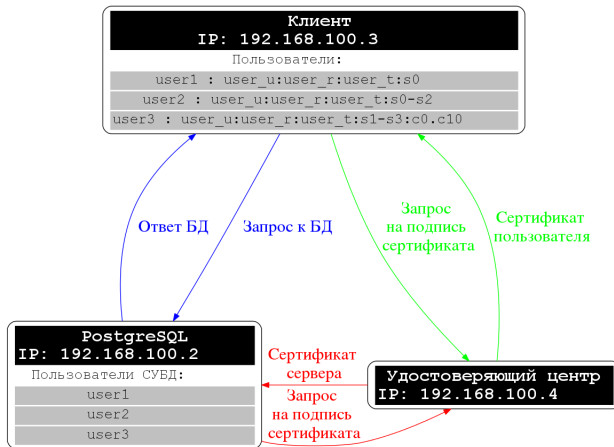 Клиент
IP: 192.168.100.3
Пользователи:
user1 : user_u:user_r:user_t:s0
user2 : user_u:user_r:user_t:s0-s2
user3 : user_u:user_r:user_t:s1-s3:c0.c10
Ответ БД
Запрос к БД
Запрос
на подпись
сертификата
Сертификат
пользователя
PostgreSQL
IP: 192.168.100.2
Пользователи СУБД:
user1
user2
user3
Сертификат
сервера
Запрос
на подпись
сертификата
Удостоверяющий центр
IP: 192.168.100.4